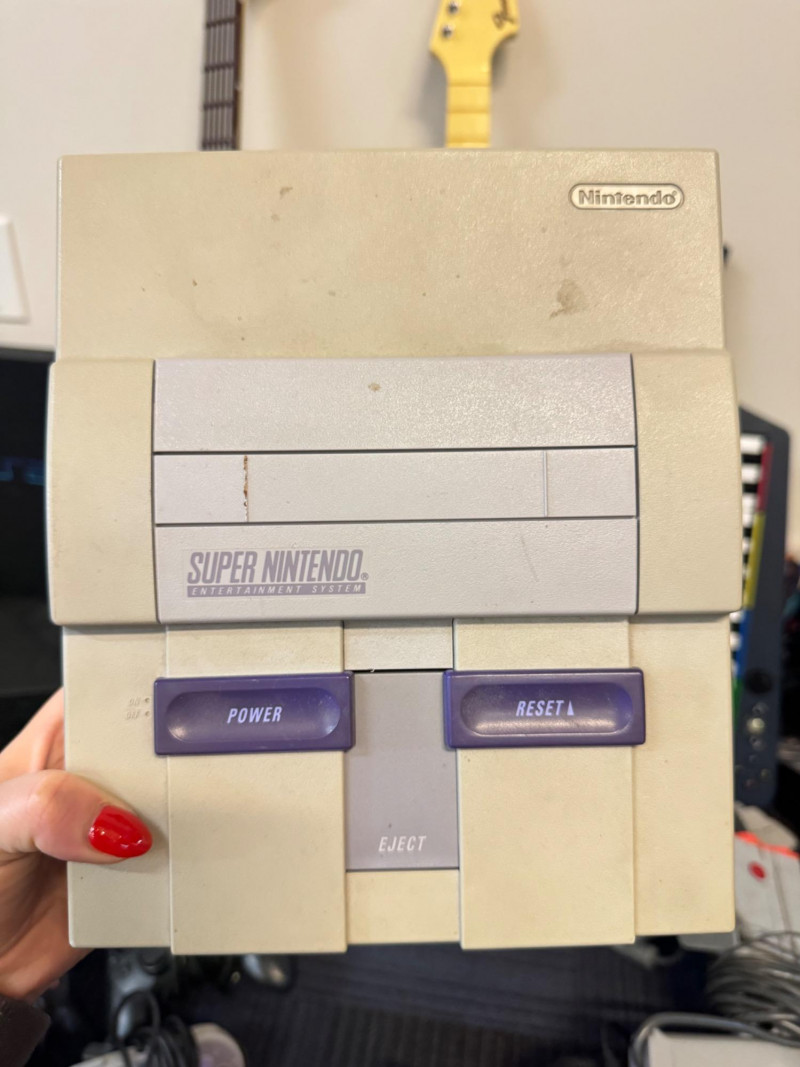 Nintendo®
SUPER NINTENDO®
ENTERTAINMENT SYSTEM
POWER
RESET
EJECT